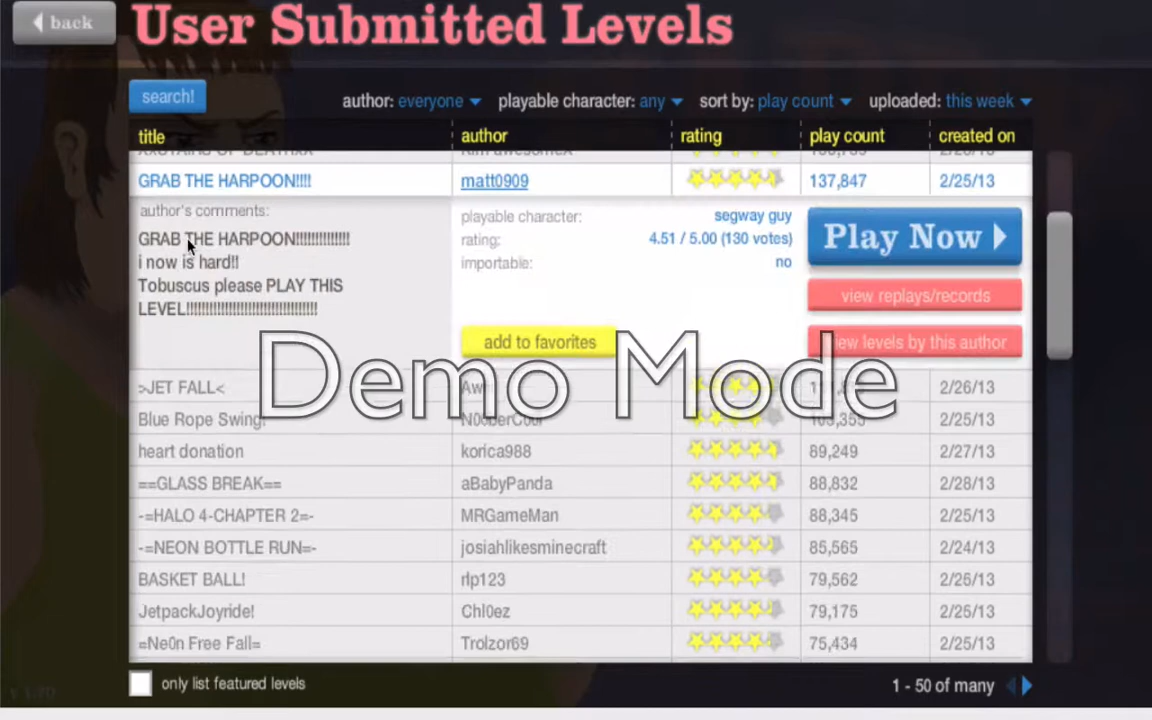 back
User Submitted Levels
search!
author: everyone playable character: any sort by: play count uploaded: this week
title author rating play count created on
GRAB THE HARPOON!!!! matt0909 137,847 2/25/13
author's comments:
GRAB THE HARPOON!!!!!!!!!!!!!!
i now is hard!!
Tobuscus please PLAY THIS
LEVEL!!!!!!!!!!!!!!!!!!!!!!!!!!!!!!!!!!
playable character: segway guy
rating: 4.51 / 5.00 (130 votes)
importable: no
add to favorites
Play Now
view replays/records
view levels by this author
Demo Mode
>JET FALL< 2/26/13
Blue Rope Swing! 2/25/13
heart donation korica988 89,249 2/27/13
==GLASS BREAK== aBabyPanda 88,832 2/28/13
-=HALO 4-CHAPTER 2=- MRGameMan 88,345 2/25/13
-=NEON BOTTLE RUN=- josiahlikesminecraft 85,565 2/24/13
BASKET BALL! rlp123 79,562 2/26/13
JetpackJoyride! Chl0ez 79,175 2/25/13
=Ne0n Free Fall= Trolzor69 75,434 2/25/13
only list featured levels
1 - 50 of many